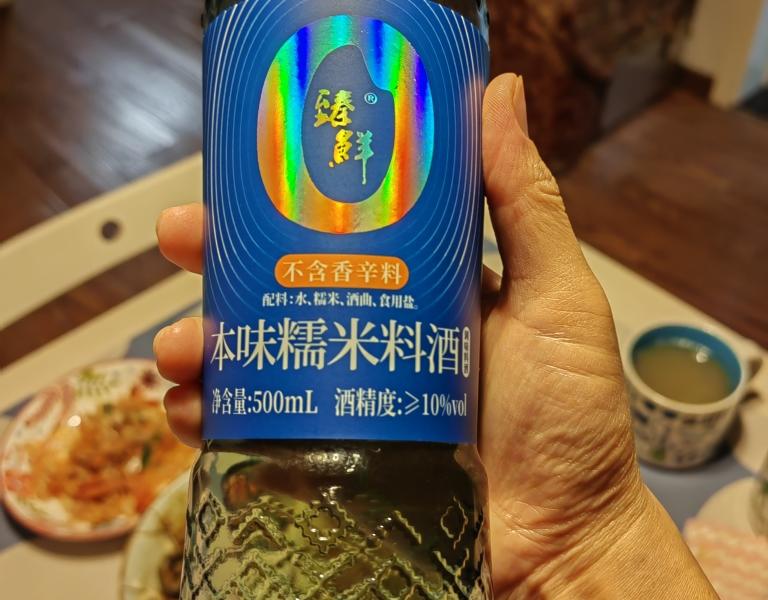 臻鲜®
不含香辛料
配料:水、糯米、酒曲、食用盐。
本味糯米料酒
净含量:500mL 酒精度:≥10%vol